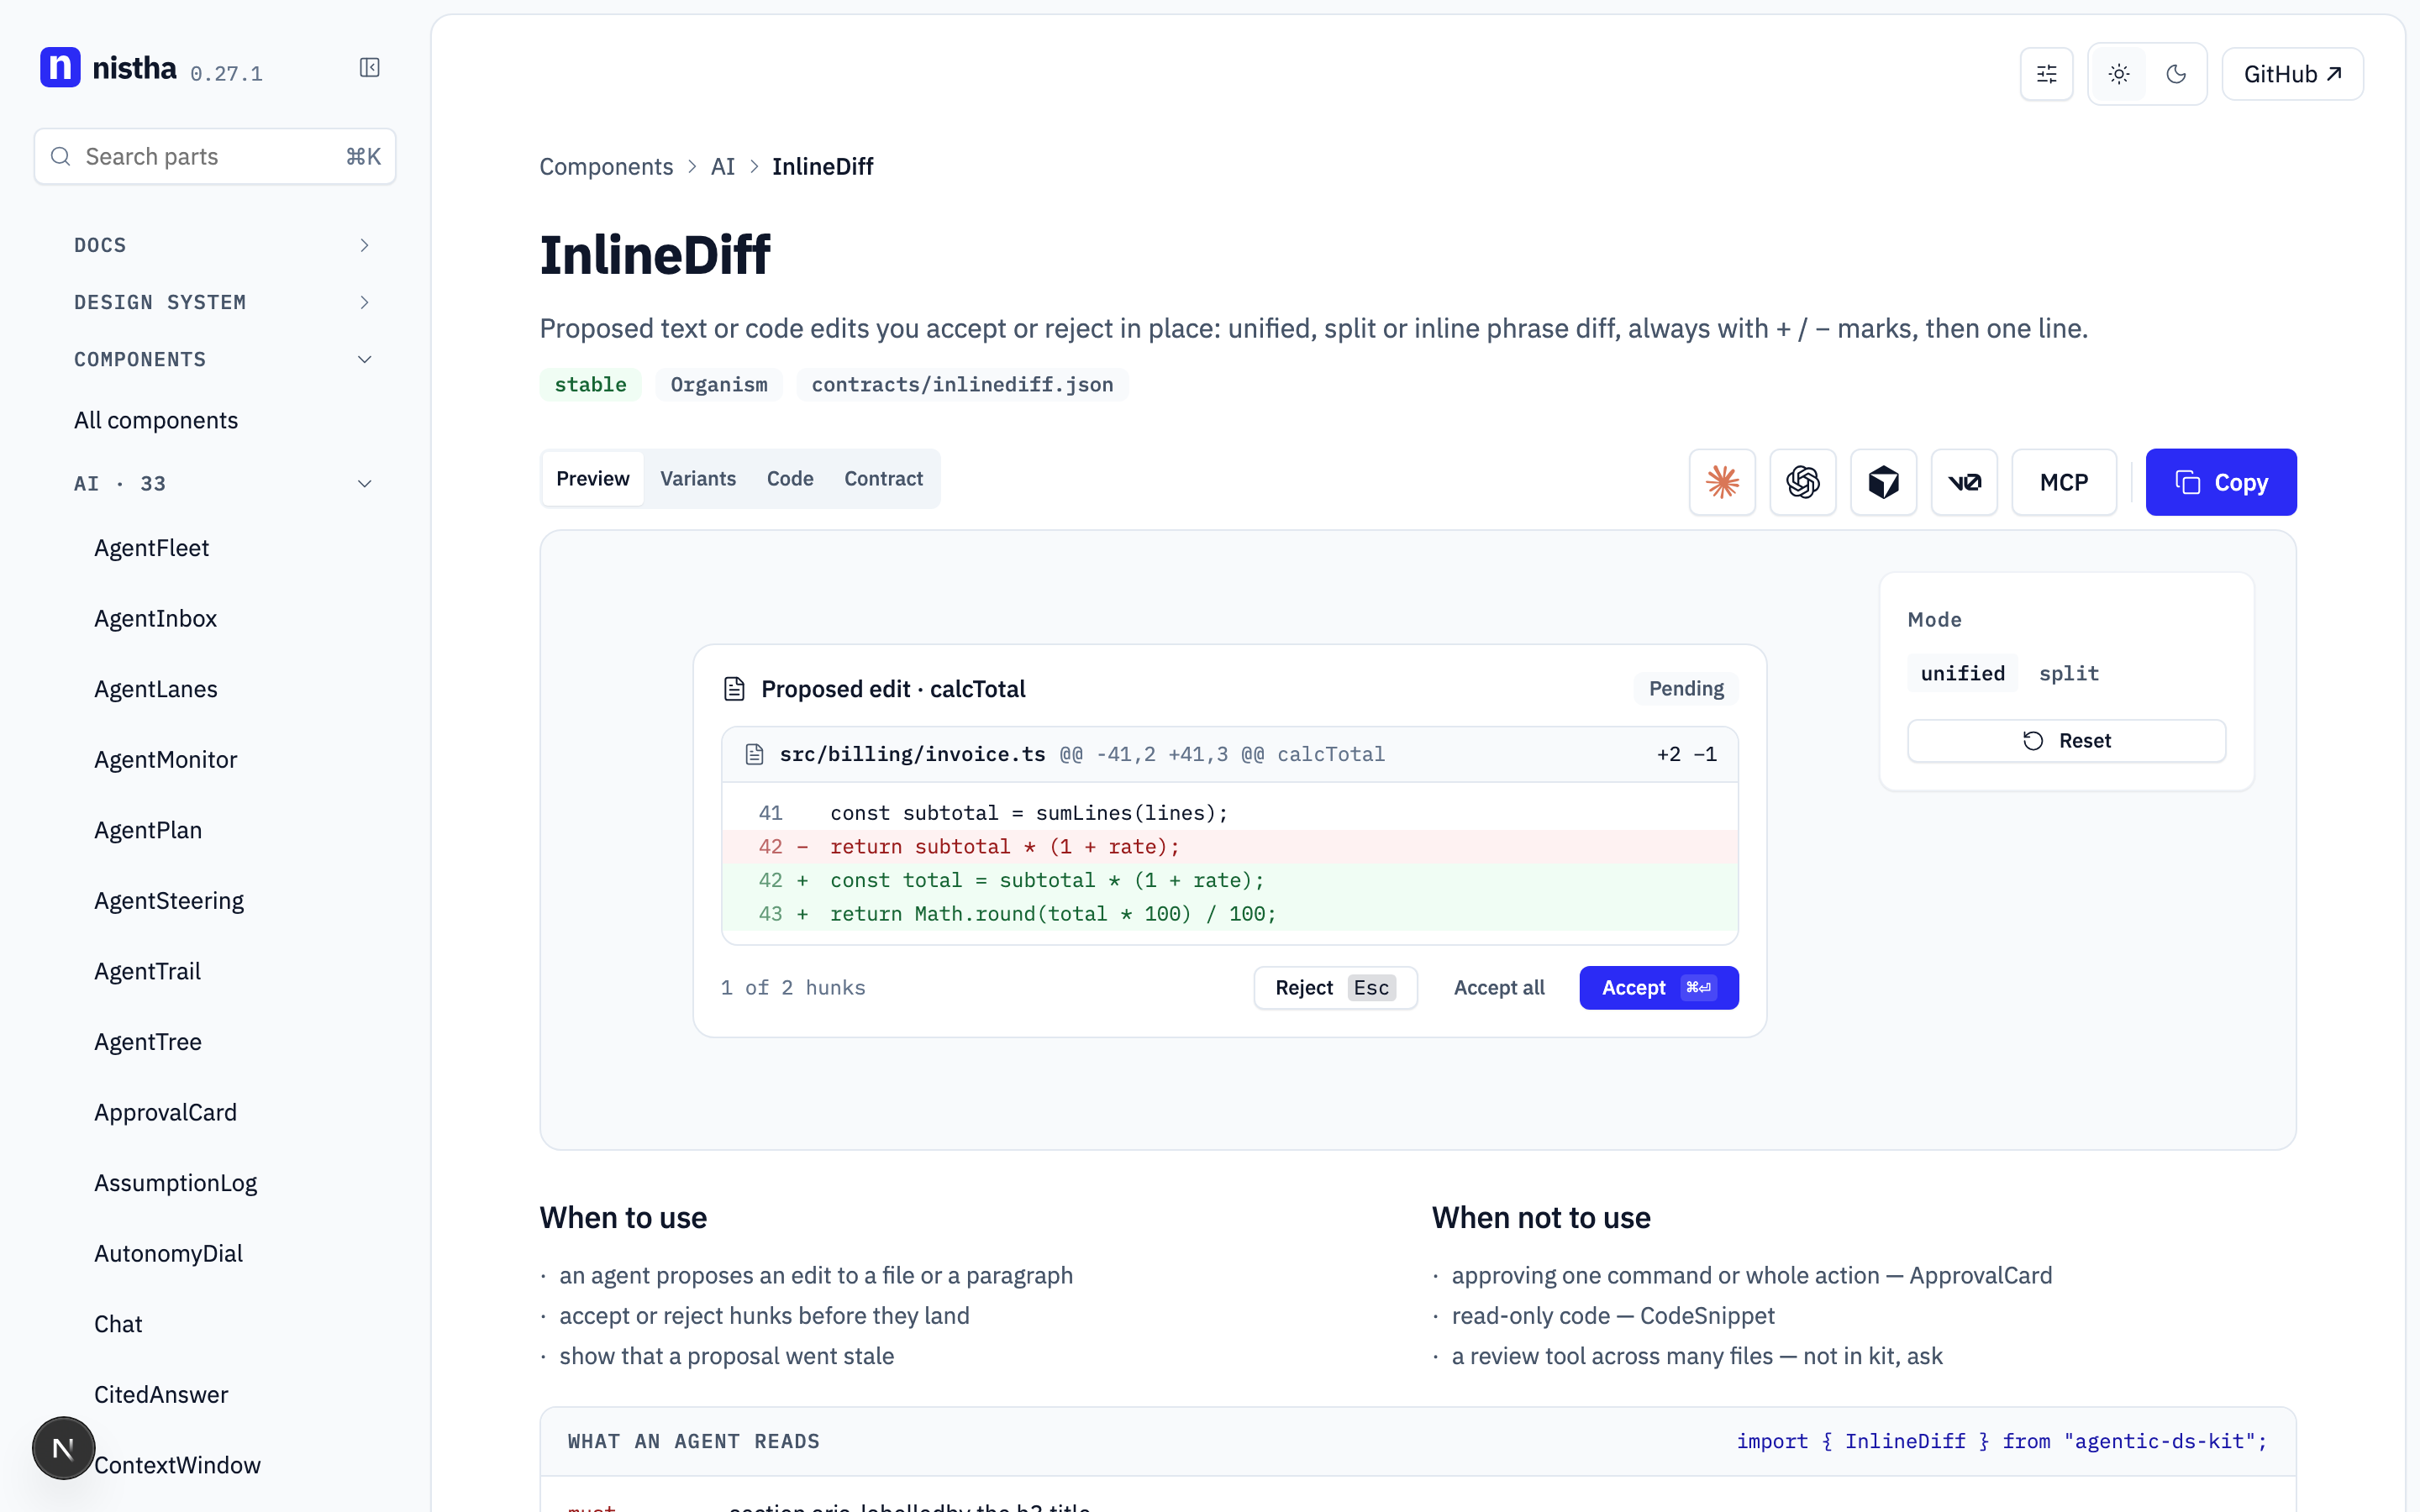 nistha 0.27.1
Search parts ⌘K
DOCS
DESIGN SYSTEM
COMPONENTS
All components
AI · 33
AgentFleet
AgentInbox
AgentLanes
AgentMonitor
AgentPlan
AgentSteering
AgentTrail
AgentTree
ApprovalCard
AssumptionLog
AutonomyDial
Chat
CitedAnswer
ContextWindow
GitHub
Components > AI > InlineDiff
InlineDiff
Proposed text or code edits you accept or reject in place: unified, split or inline phrase diff, always with + / − marks, then one line.
stable Organism contracts/inlinediff.json
Preview Variants Code Contract
v0 MCP Copy
Mode
unified split
Reset
Proposed edit · calcTotal Pending
src/billing/invoice.ts @@ -41,2 +41,3 @@ calcTotal +2 −1
41 const subtotal = sumLines(lines);
42 − return subtotal * (1 + rate);
42 + const total = subtotal * (1 + rate);
43 + return Math.round(total * 100) / 100;
1 of 2 hunks Reject Esc Accept all Accept ⌘⏎
When to use
· an agent proposes an edit to a file or a paragraph
· accept or reject hunks before they land
· show that a proposal went stale
When not to use
· approving one command or whole action — ApprovalCard
· read-only code — CodeSnippet
· a review tool across many files — not in kit, ask
WHAT AN AGENT READS import { InlineDiff } from "agentic-ds-kit";
must section aria-labelledby the h3 title